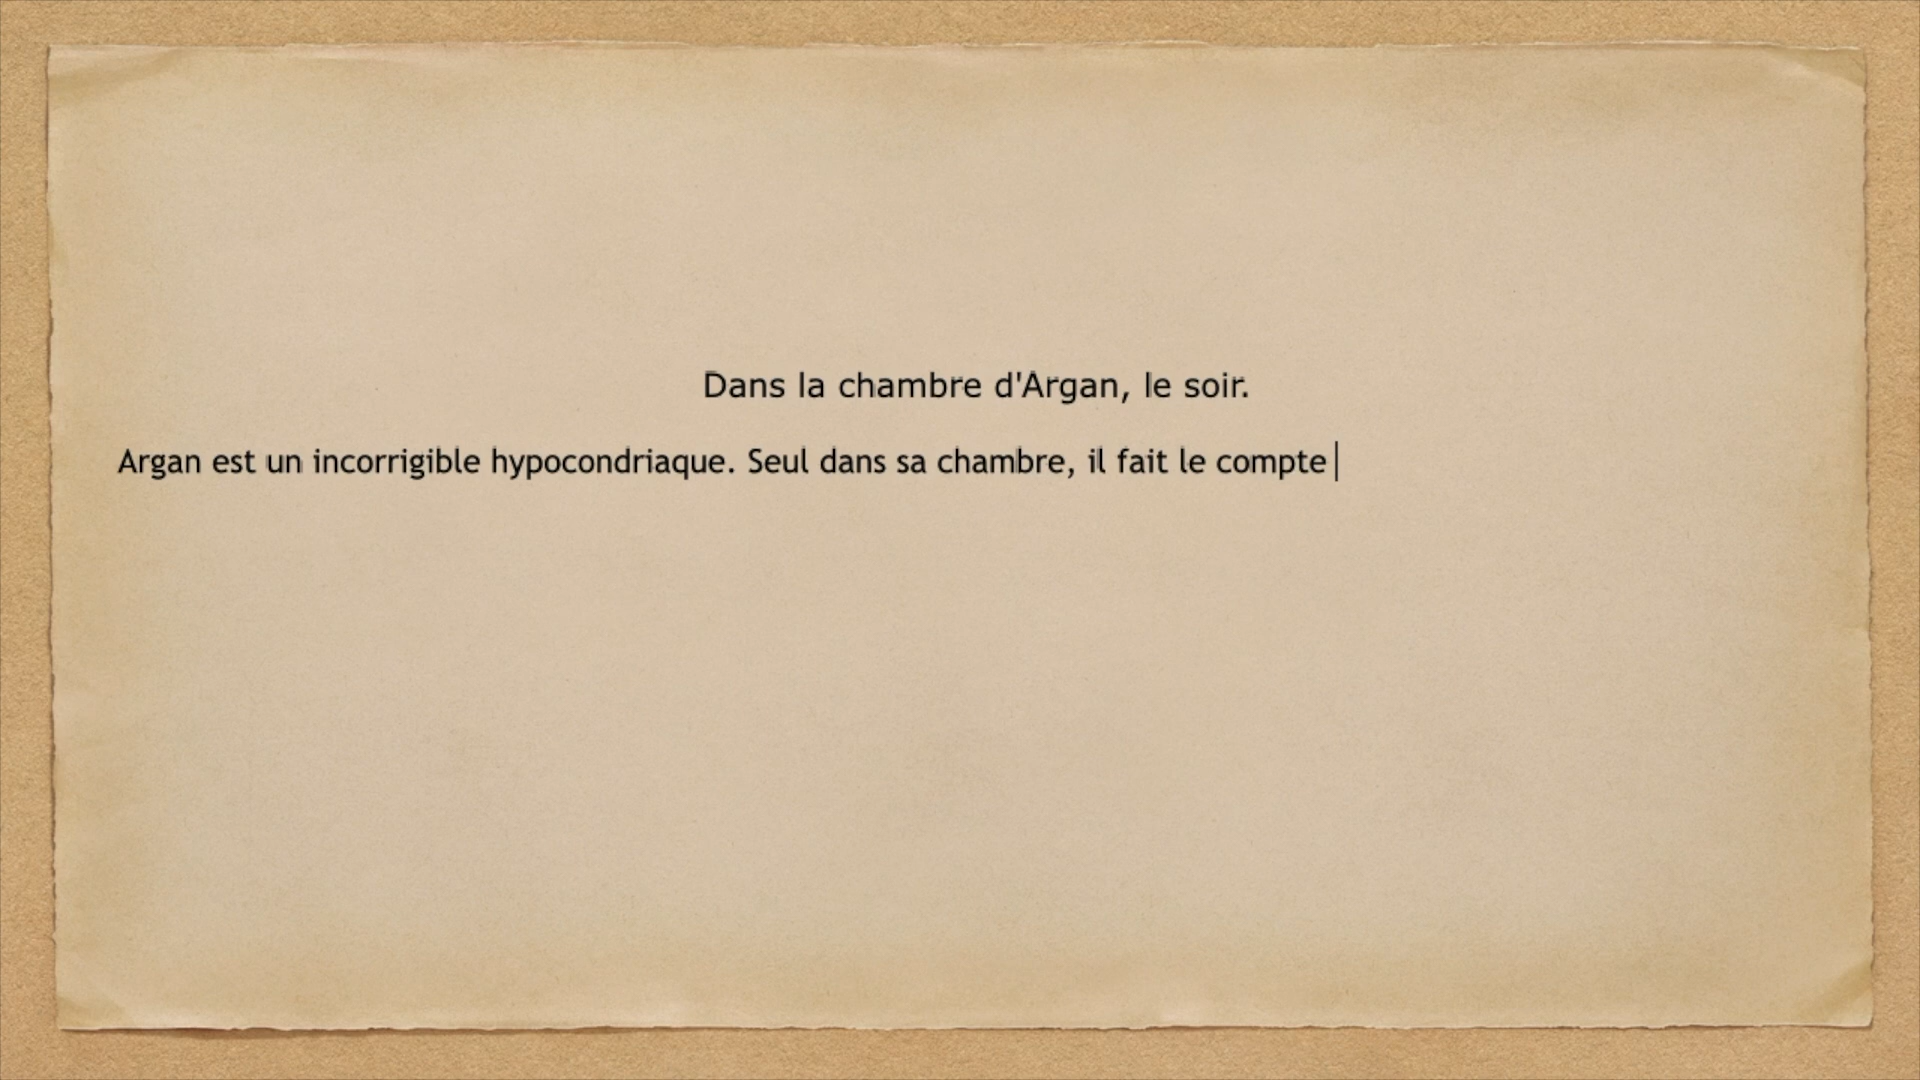 Dans la chambre d'Argan, le soir.
Argan est un incorrigible hypocondriaque. Seul dans sa chambre, il fait le compte